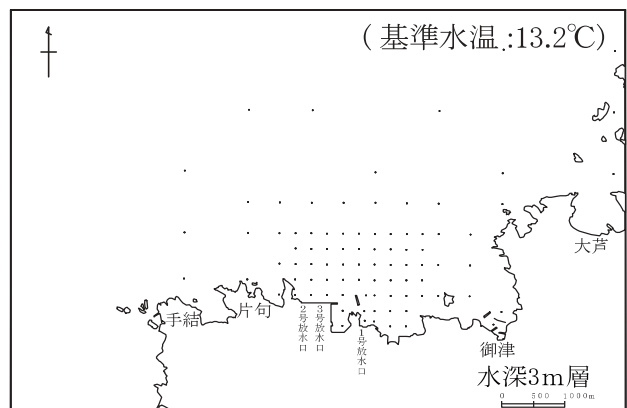 (基準水温:13.2℃)
大芦
手結
片句
2号放水口
3号放水口
1号放水口
御津
水深3m層
0 500 1000m